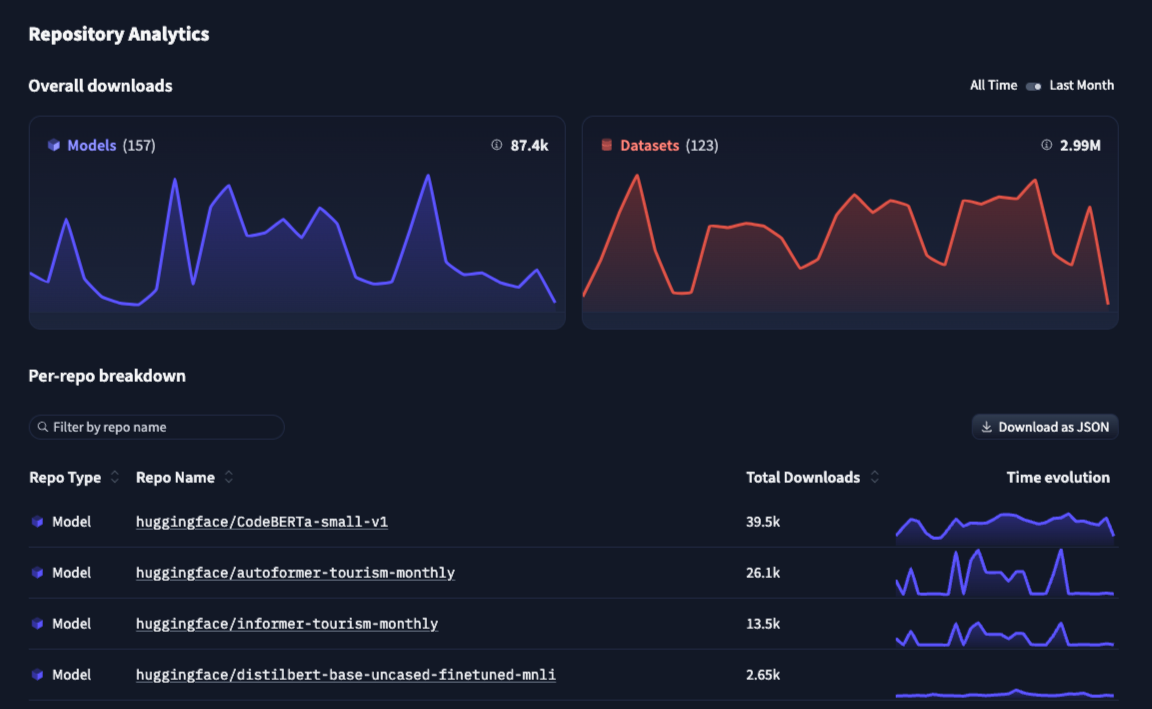 Repository Analytics
Overall downloads
All Time Last Month
Models (157) 87.4k
Datasets (123) 2.99M
Per-repo breakdown
Filter by repo name
Download as JSON
Repo Type Repo Name Total Downloads Time evolution
Model huggingface/CodeBERTa-small-v1 39.5k
Model huggingface/autoformer-tourism-monthly 26.1k
Model huggingface/informer-tourism-monthly 13.5k
Model huggingface/distilbert-base-uncased-finetuned-mnli 2.65k